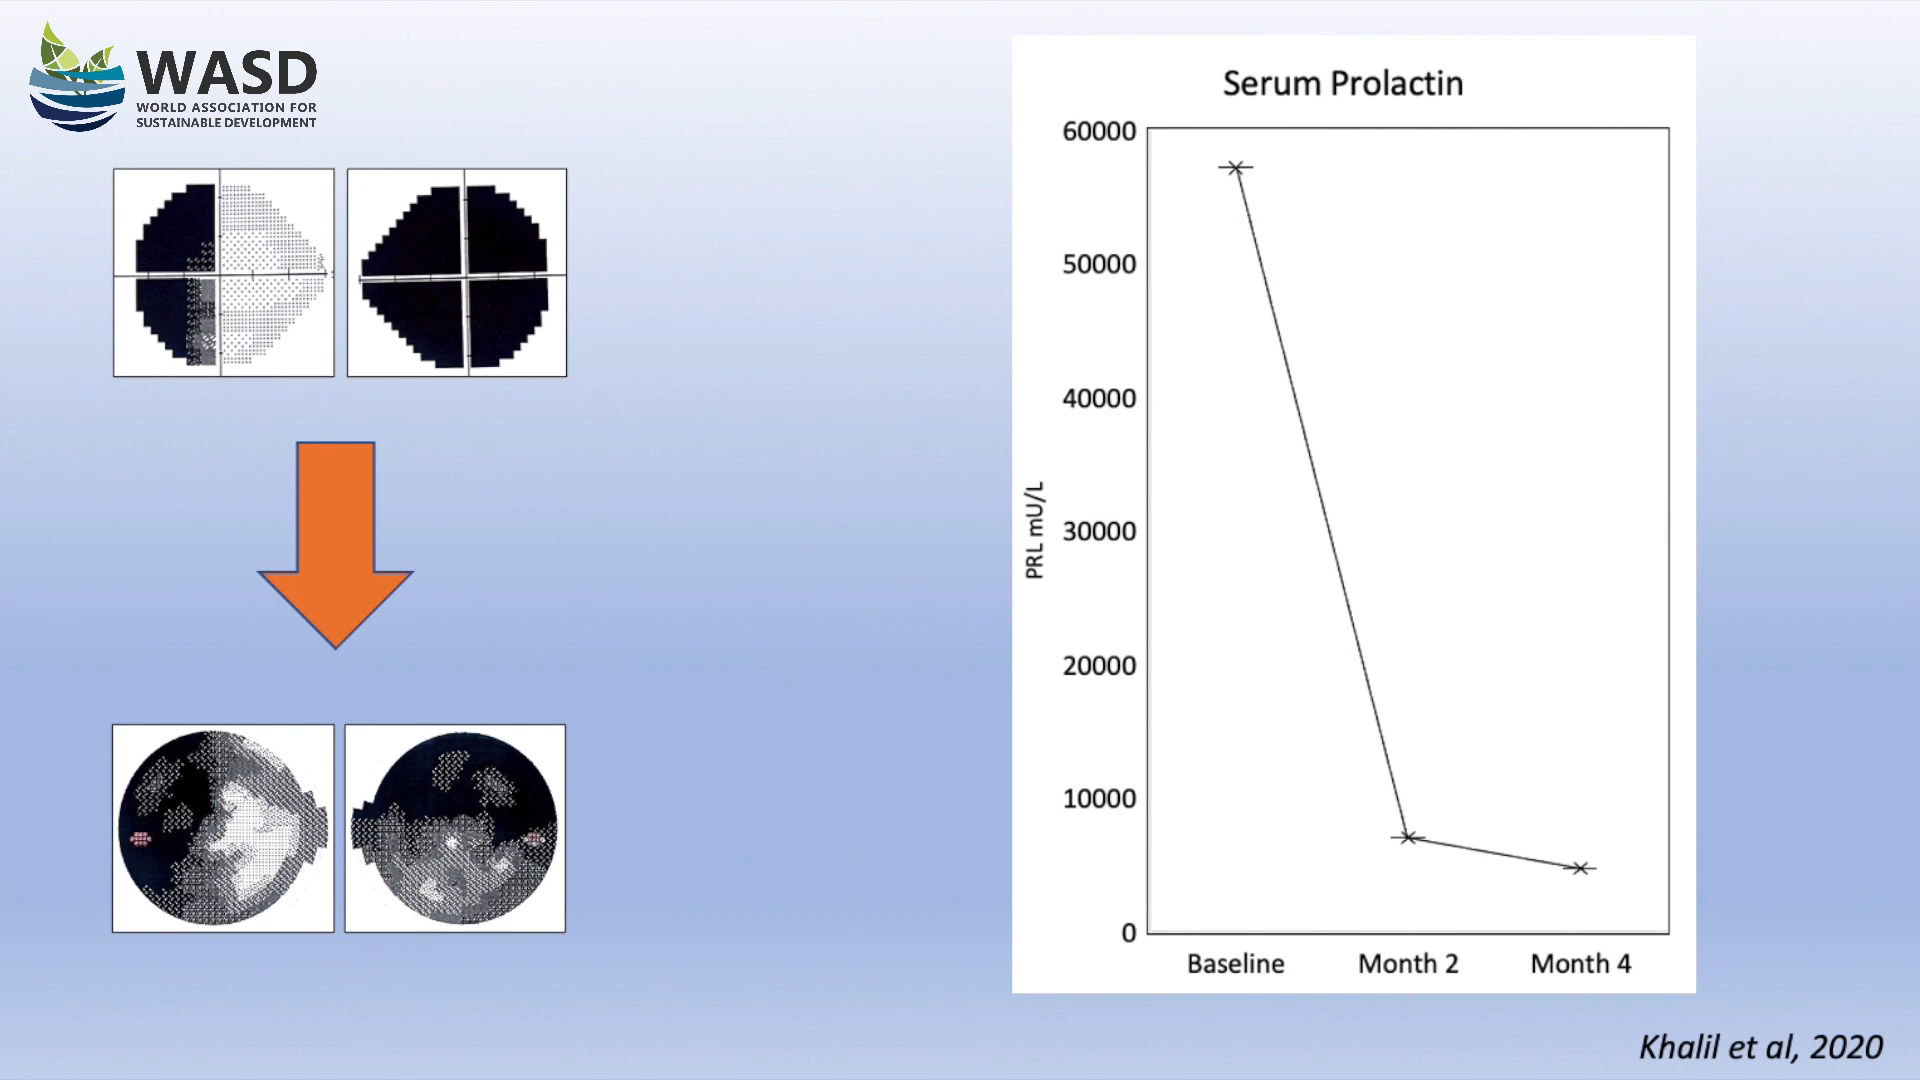 WASD
WORLD ASSOCIATION FOR
SUSTAINABLE DEVELOPMENT
Serum Prolactin
60000
50000
40000
30000
20000
10000
0
PRL mU/L
Baseline
Month 2
Month 4
Khalil et al, 2020